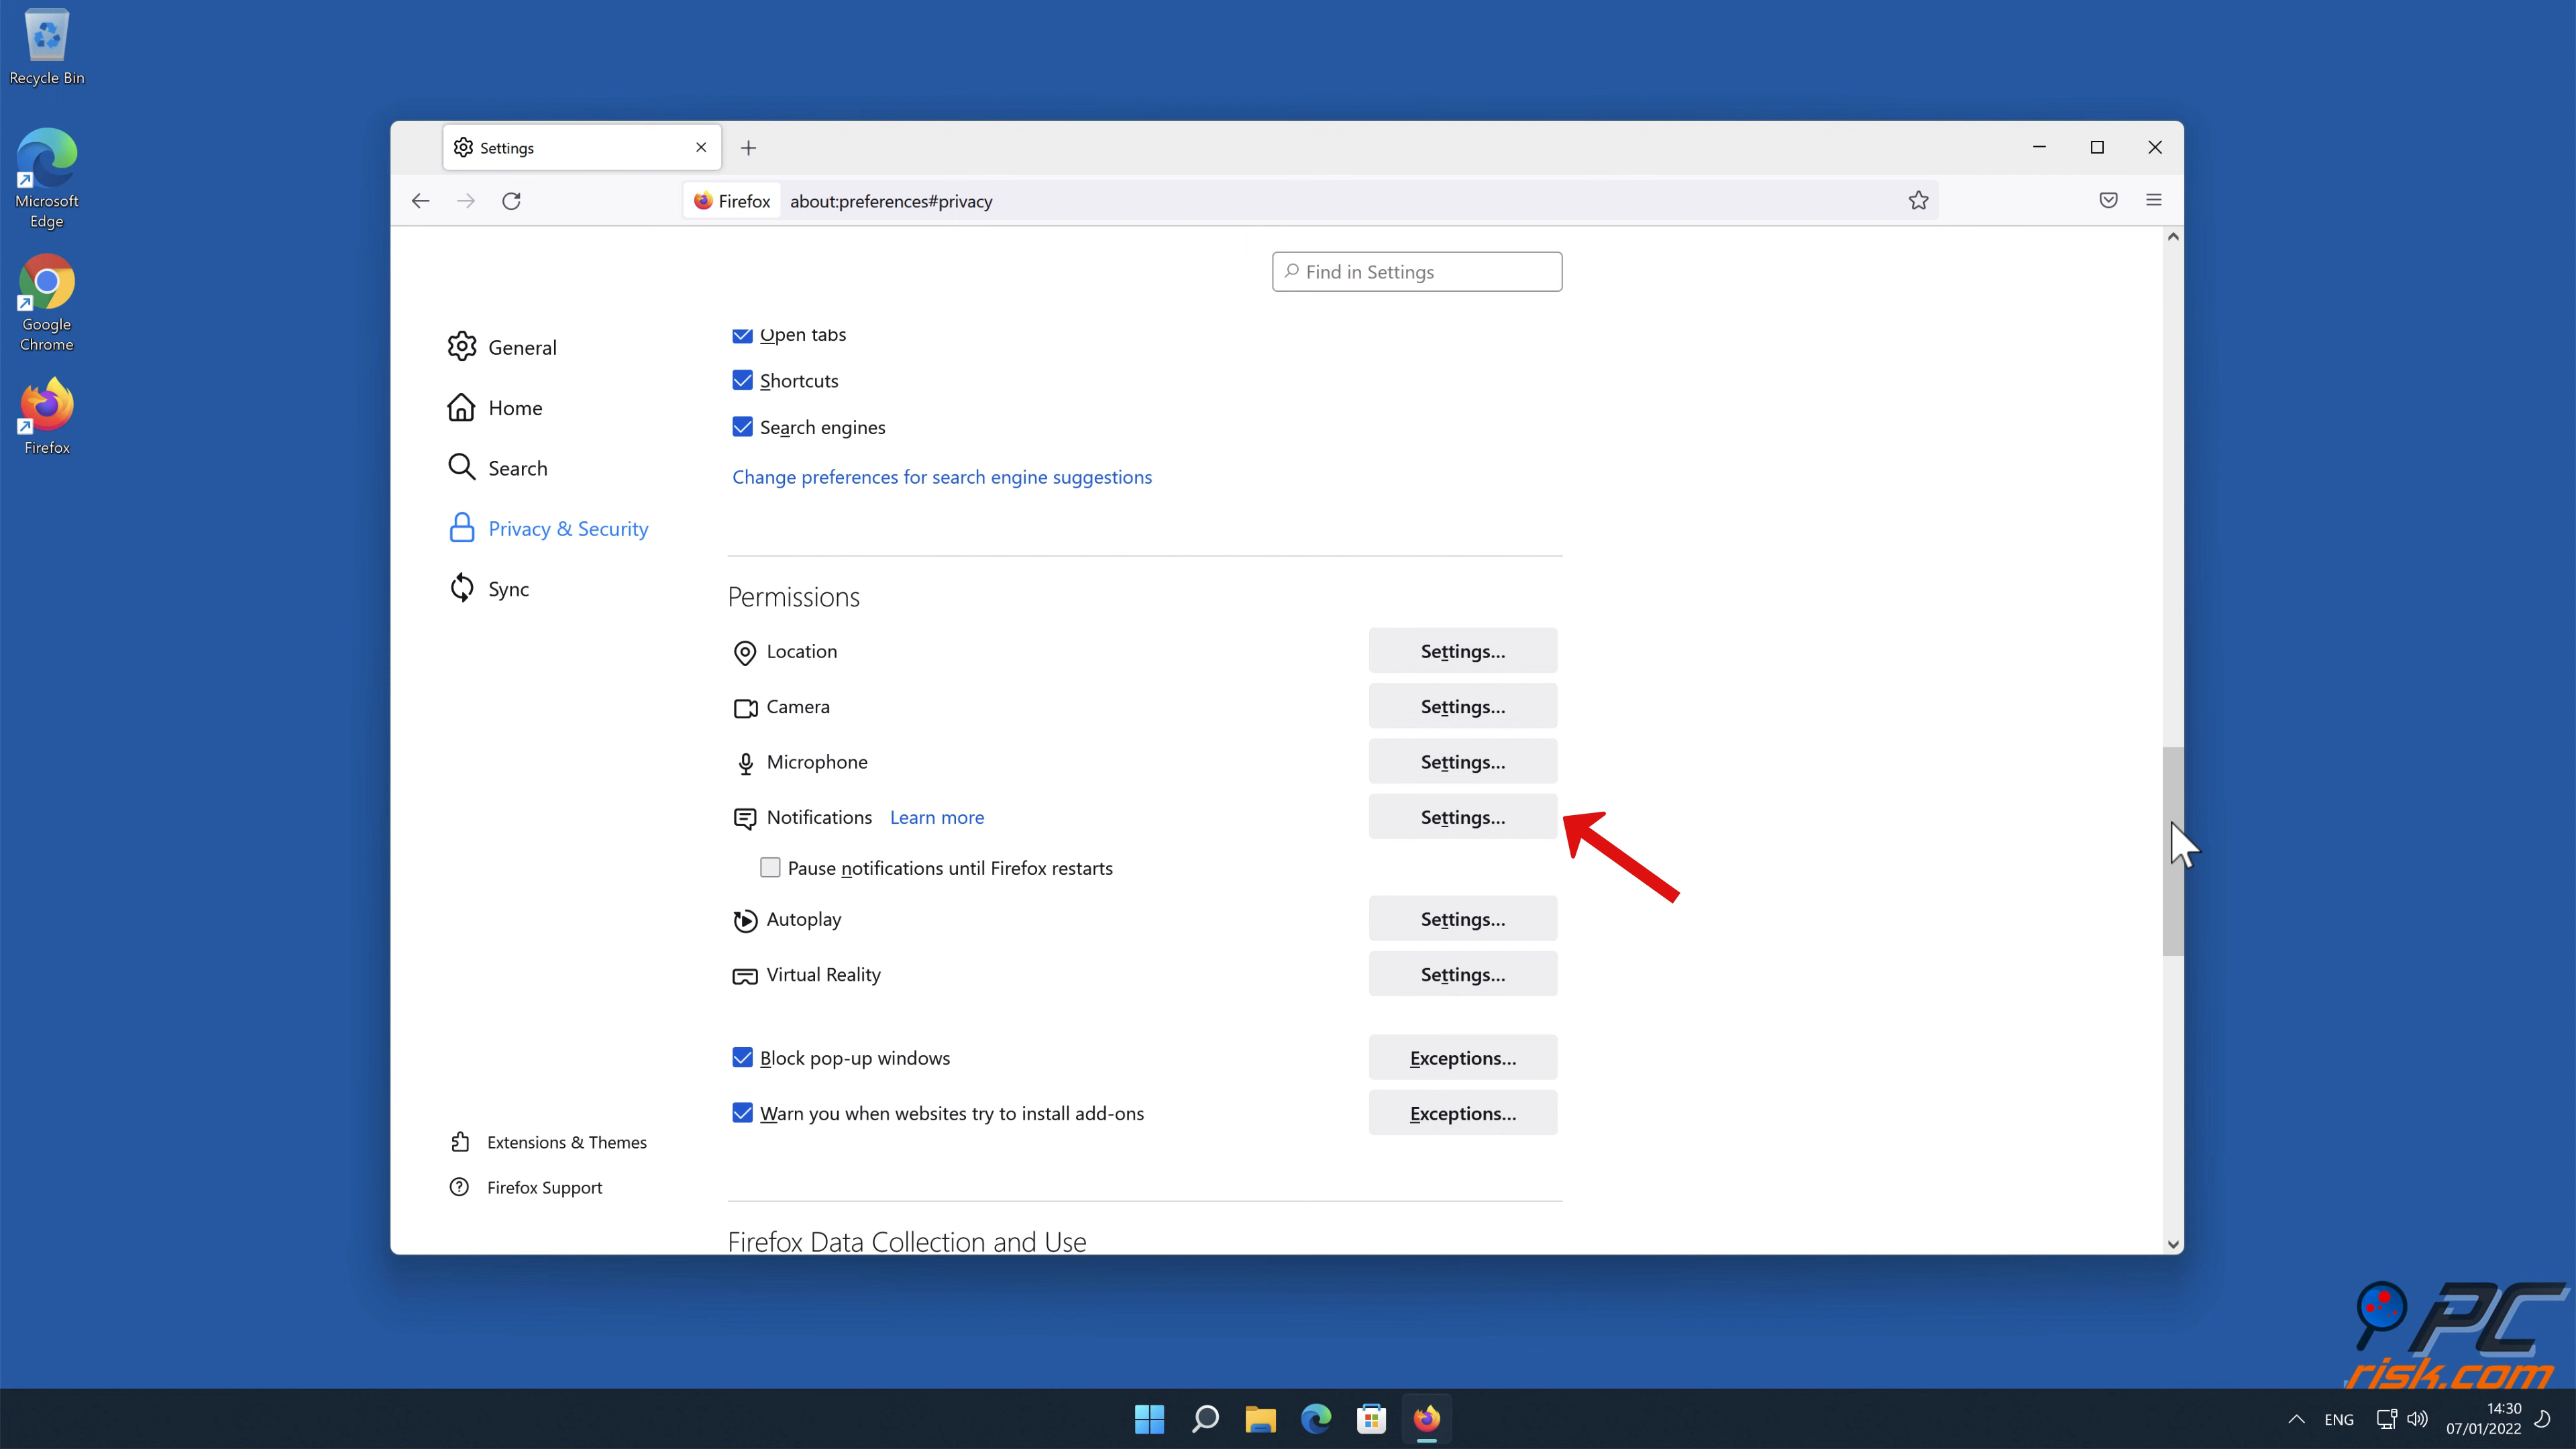 Recycle Bin
Microsoft
Edge
Google
Chrome
Firefox
Settings
Firefox about:preferences#privacy
Find in Settings
General
Home
Search
Privacy & Security
Sync
Extensions & Themes
Firefox Support
Open tabs
Shortcuts
Search engines
Change preferences for search engine suggestions
Permissions
Location Settings...
Camera Settings...
Microphone Settings...
Notifications Learn more Settings...
Pause notifications until Firefox restarts
Autoplay Settings...
Virtual Reality Settings...
Block pop-up windows Exceptions...
Warn you when websites try to install add-ons Exceptions...
Firefox Data Collection and Use
PC
risk.com
ENG
14:30
07/01/2022